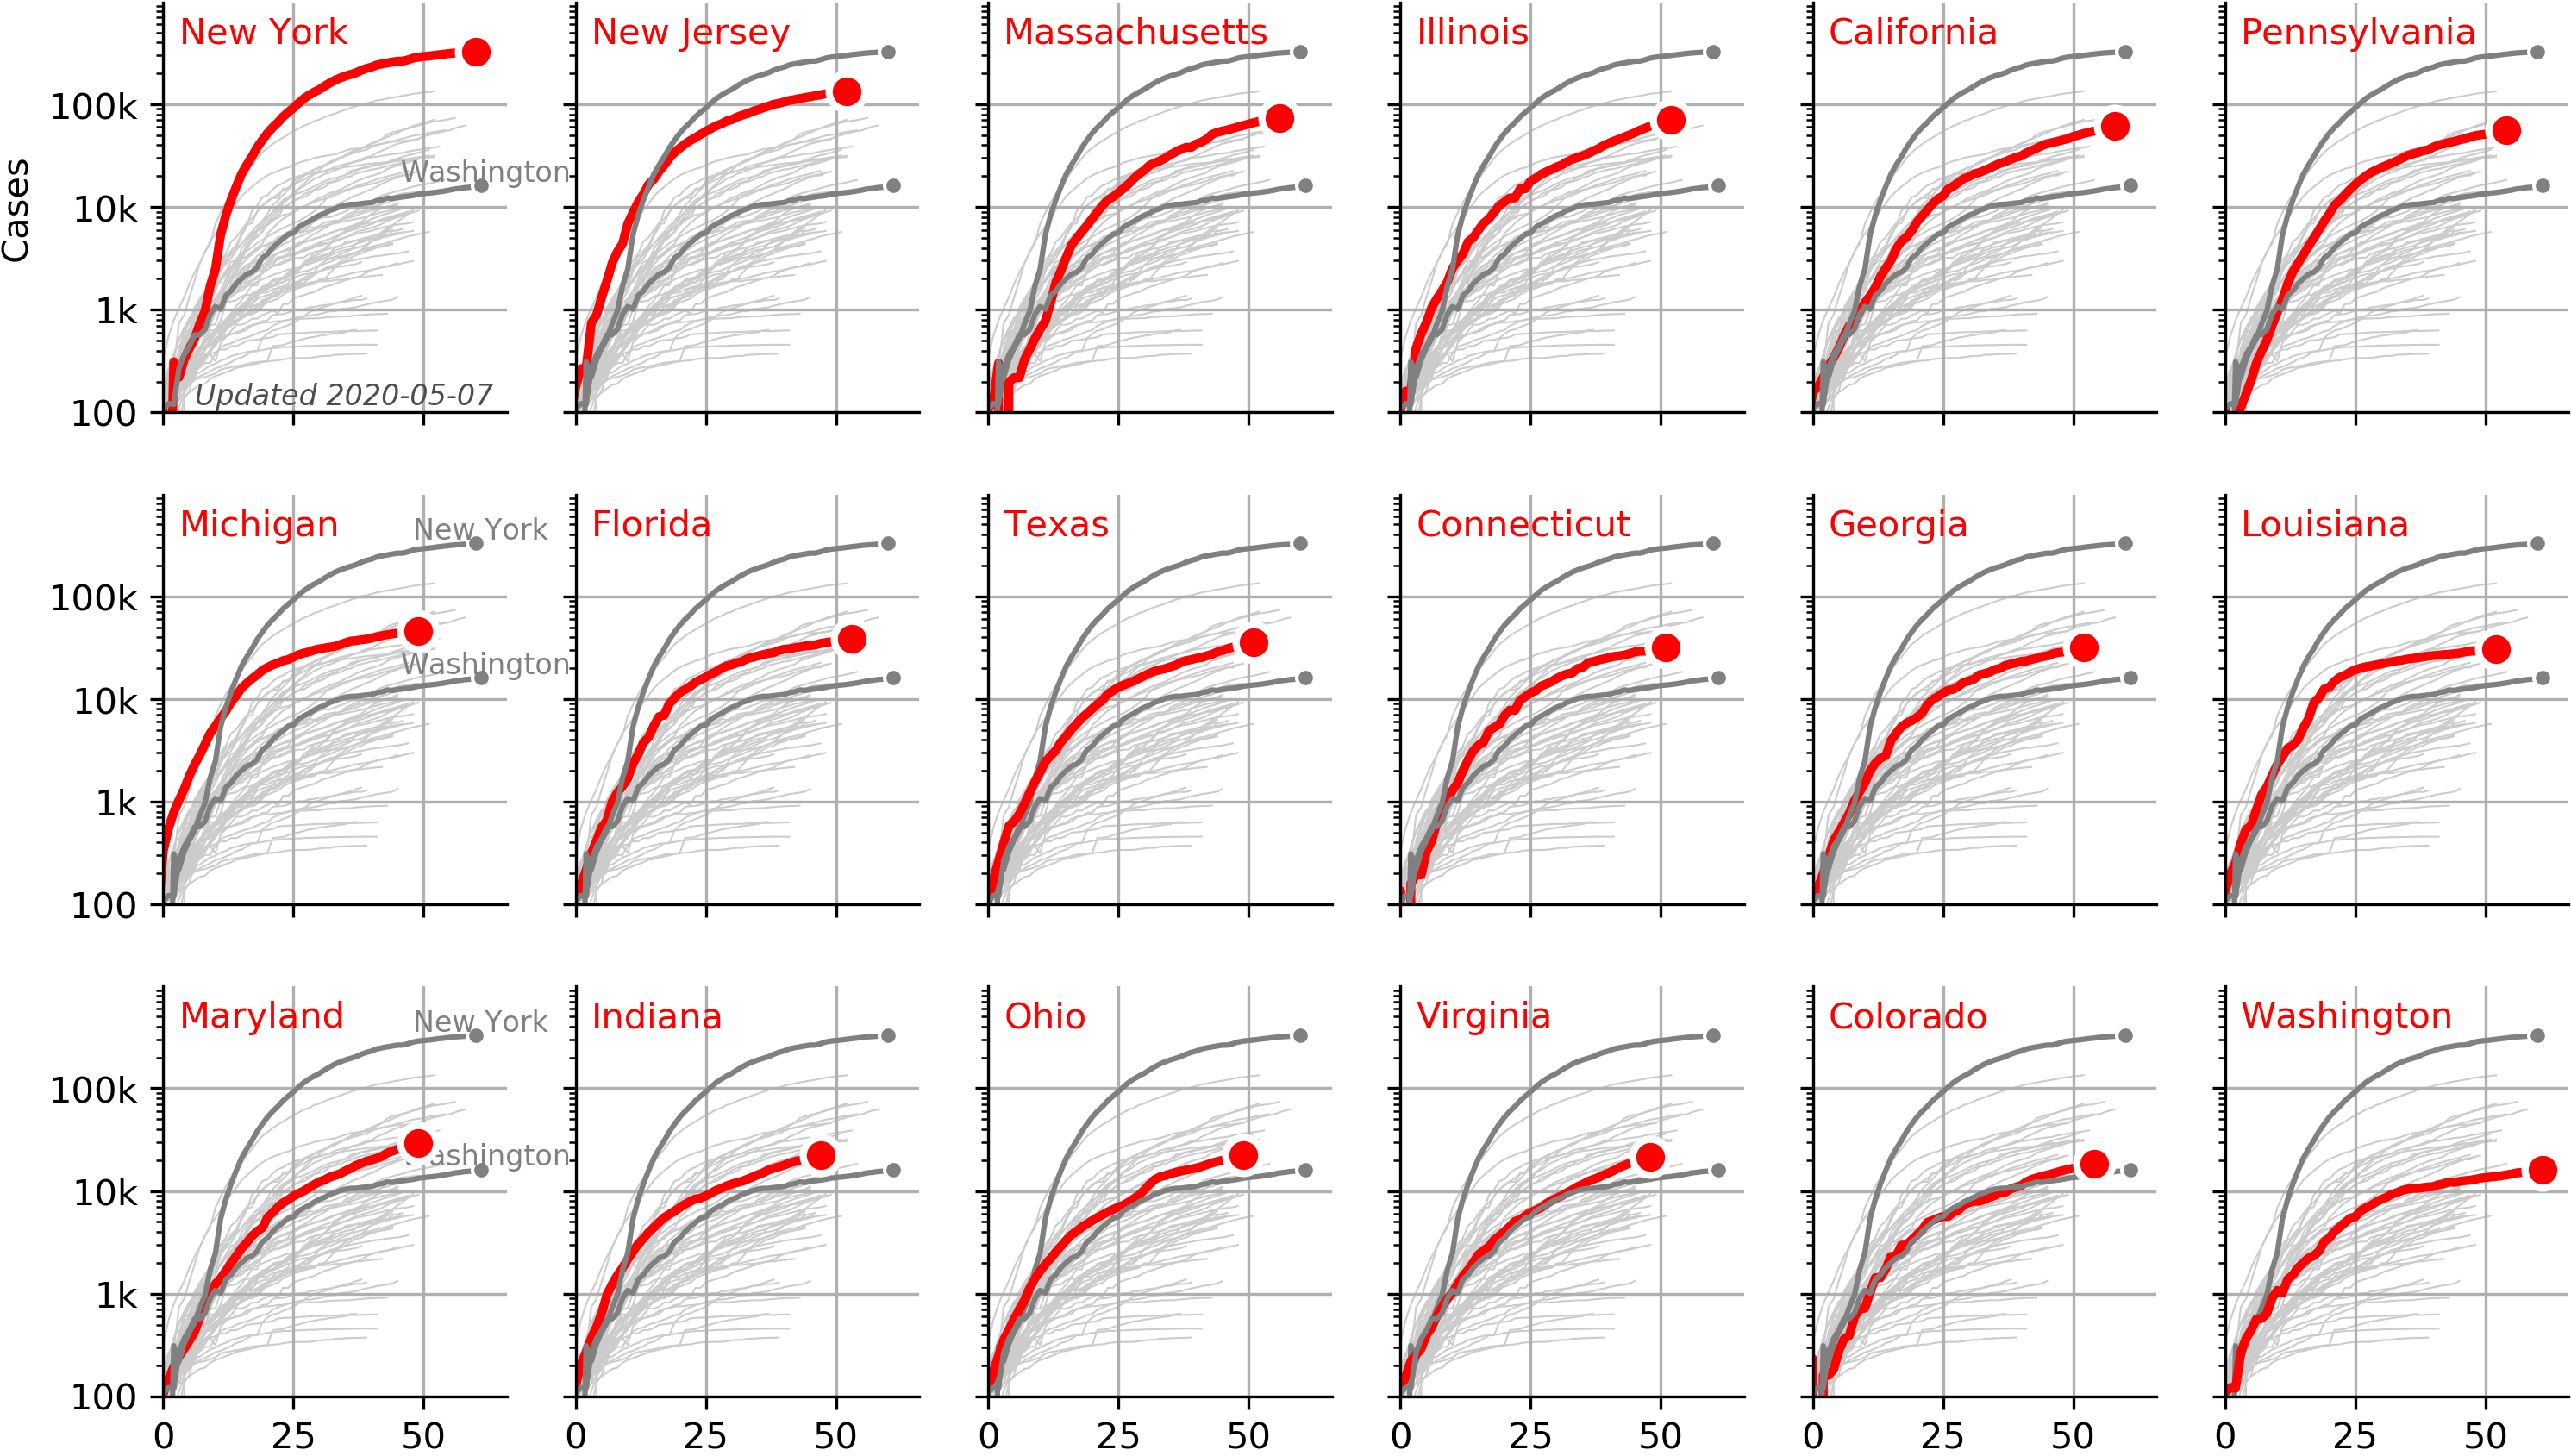 New York
New Jersey
Massachusetts
Illinois
California
Pennsylvania
Cases
100k
10k
1k
100
Washington
Updated 2020-05-07
Michigan
New York
Florida
Texas
Connecticut
Georgia
Louisiana
100k
10k
1k
100
Washington
Maryland
New York
Indiana
Ohio
Virginia
Colorado
Washington
100k
10k
1k
100
Washington
0 25 50
0 25 50
0 25 50
0 25 50
0 25 50
0 25 50